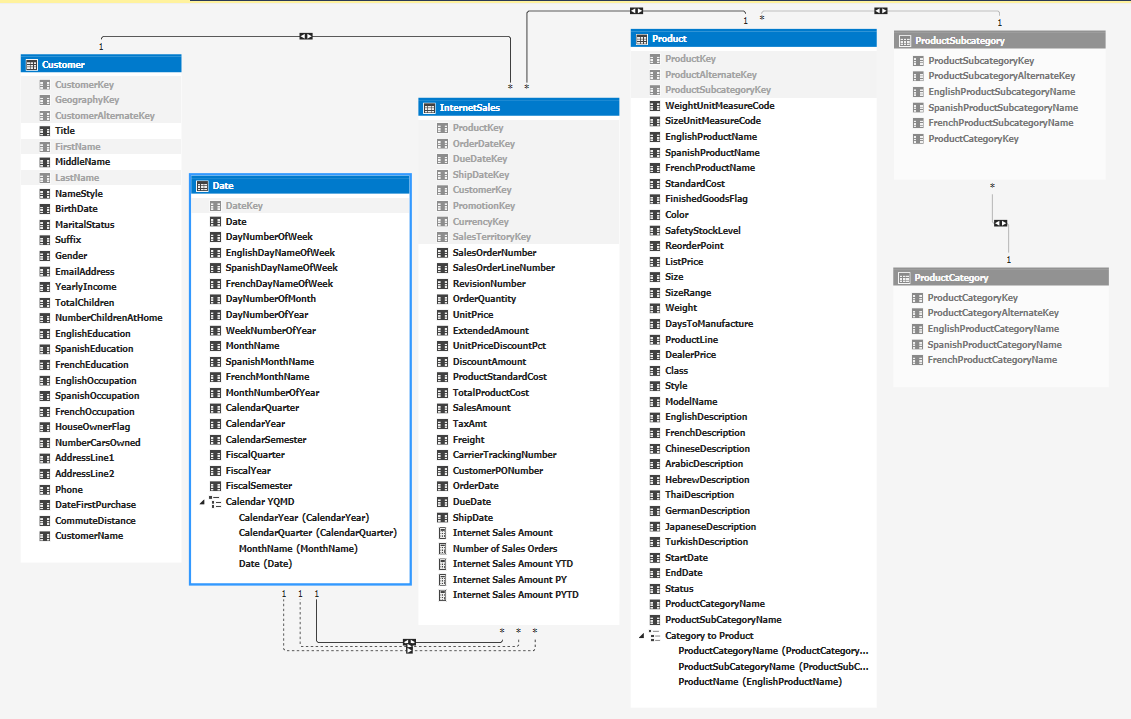 1
Customer
CustomerKey
GeographyKey
CustomerAlternateKey
Title
FirstName
MiddleName
LastName
NameStyle
BirthDate
MaritalStatus
Suffix
Gender
EmailAddress
YearlyIncome
TotalChildren
NumberChildrenAtHome
EnglishEducation
SpanishEducation
FrenchEducation
EnglishOccupation
SpanishOccupation
FrenchOccupation
HouseOwnerFlag
NumberCarsOwned
AddressLine1
AddressLine2
Phone
DateFirstPurchase
CommuteDistance
CustomerName
Date
DateKey
Date
DayNumberOfWeek
EnglishDayNameOfWeek
SpanishDayNameOfWeek
FrenchDayNameOfWeek
DayNumberOfMonth
DayNumberOfYear
WeekNumberOfYear
MonthName
SpanishMonthName
FrenchMonthName
MonthNumberOfYear
CalendarQuarter
CalendarYear
CalendarSemester
FiscalQuarter
FiscalYear
FiscalSemester
Calendar YQMD
CalendarYear (CalendarYear)
CalendarQuarter (CalendarQuarter)
MonthName (MonthName)
Date (Date)
1 1 1
* *
InternetSales
ProductKey
OrderDateKey
DueDateKey
ShipDateKey
CustomerKey
PromotionKey
CurrencyKey
SalesTerritoryKey
SalesOrderNumber
SalesOrderLineNumber
RevisionNumber
OrderQuantity
UnitPrice
ExtendedAmount
UnitPriceDiscountPct
DiscountAmount
ProductStandardCost
TotalProductCost
SalesAmount
TaxAmt
Freight
CarrierTrackingNumber
CustomerPONumber
OrderDate
DueDate
ShipDate
Internet Sales Amount
Number of Sales Orders
Internet Sales Amount YTD
Internet Sales Amount PY
Internet Sales Amount PYTD
* * *
1 *
Product
ProductKey
ProductAlternateKey
ProductSubcategoryKey
WeightUnitMeasureCode
SizeUnitMeasureCode
EnglishProductName
SpanishProductName
FrenchProductName
StandardCost
FinishedGoodsFlag
Color
SafetyStockLevel
ReorderPoint
ListPrice
Size
SizeRange
Weight
DaysToManufacture
ProductLine
DealerPrice
Class
Style
ModelName
EnglishDescription
FrenchDescription
ChineseDescription
ArabicDescription
HebrewDescription
ThaiDescription
GermanDescription
JapaneseDescription
TurkishDescription
StartDate
EndDate
Status
ProductCategoryName
ProductSubCategoryName
Category to Product
ProductCategoryName (ProductCategory...
ProductSubCategoryName (ProductSubC...
ProductName (EnglishProductName)
1
ProductSubcategory
ProductSubcategoryKey
ProductSubcategoryAlternateKey
EnglishProductSubcategoryName
SpanishProductSubcategoryName
FrenchProductSubcategoryName
ProductCategoryKey
*
1
ProductCategory
ProductCategoryKey
ProductCategoryAlternateKey
EnglishProductCategoryName
SpanishProductCategoryName
FrenchProductCategoryName